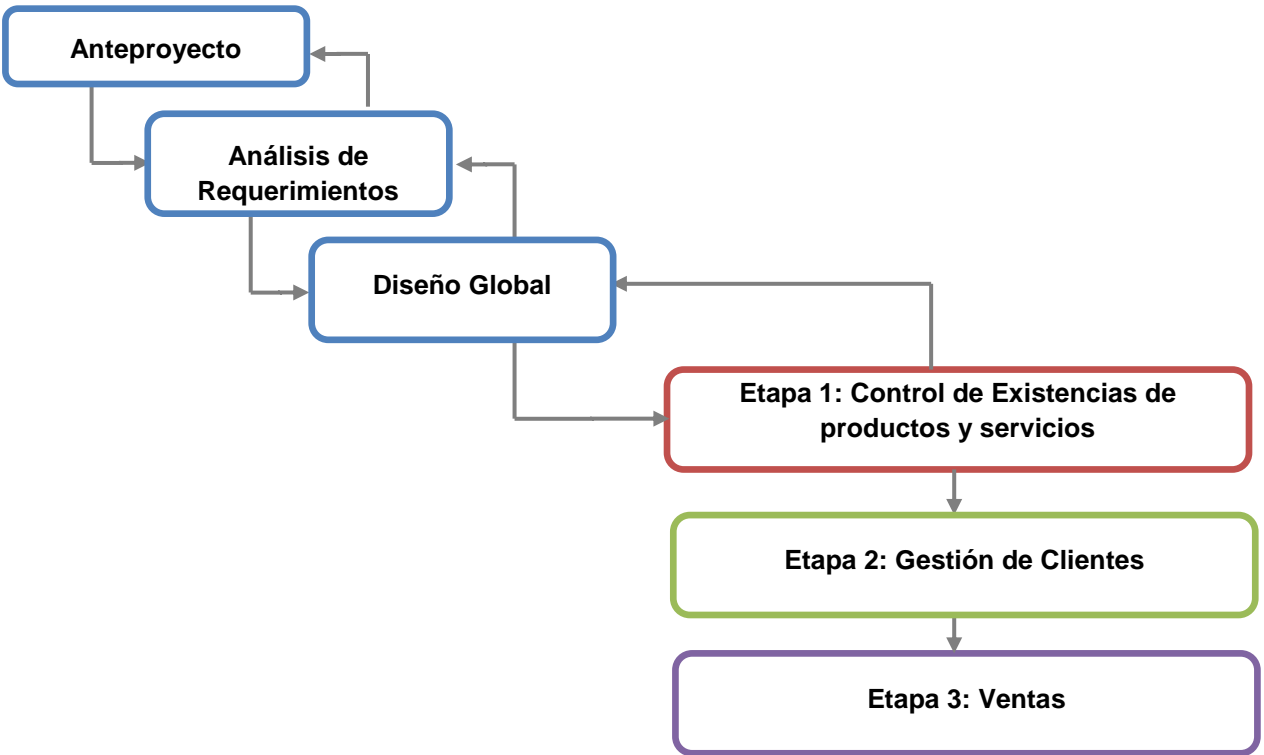 Anteproyecto
Análisis de
Requerimientos
Diseño Global
Etapa 1: Control de Existencias de
productos y servicios
Etapa 2: Gestión de Clientes
Etapa 3: Ventas